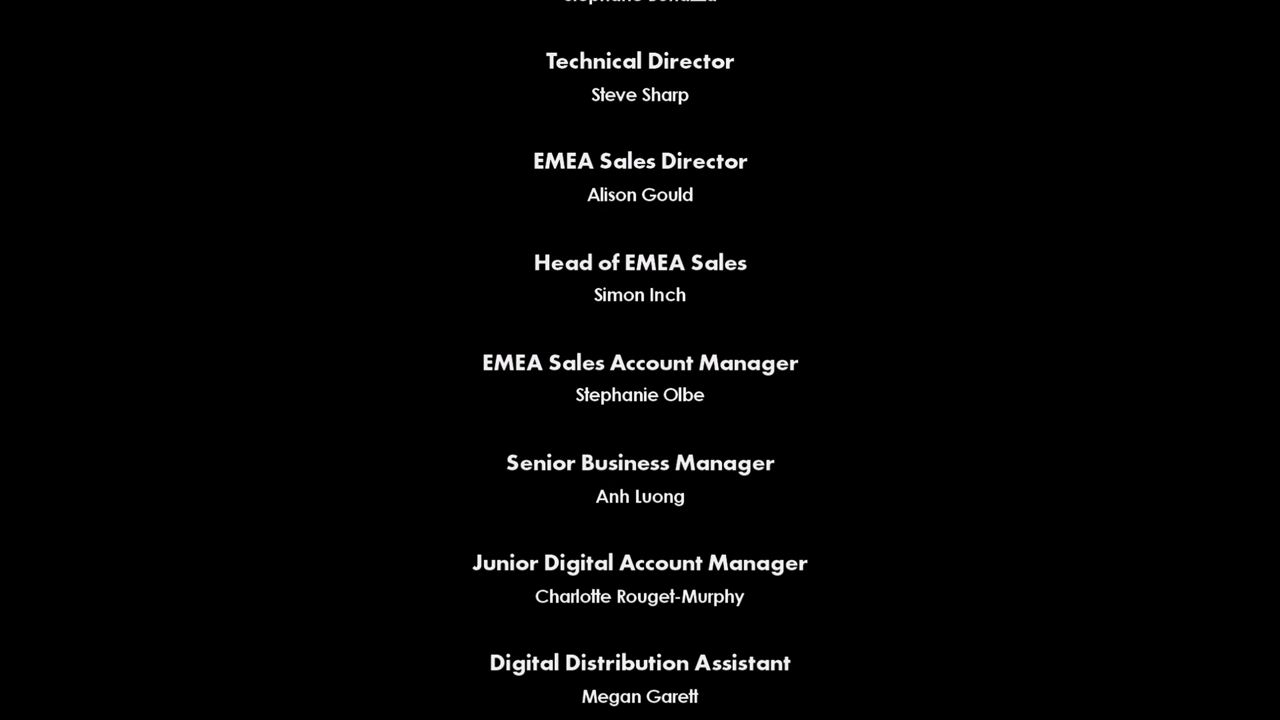 Technical Director
Steve Sharp
EMEA Sales Director
Alison Gould
Head of EMEA Sales
Simon Inch
EMEA Sales Account Manager
Stephanie Olbe
Senior Business Manager
Anh Luong
Junior Digital Account Manager
Charlotte Rouget-Murphy
Digital Distribution Assistant
Megan Garett